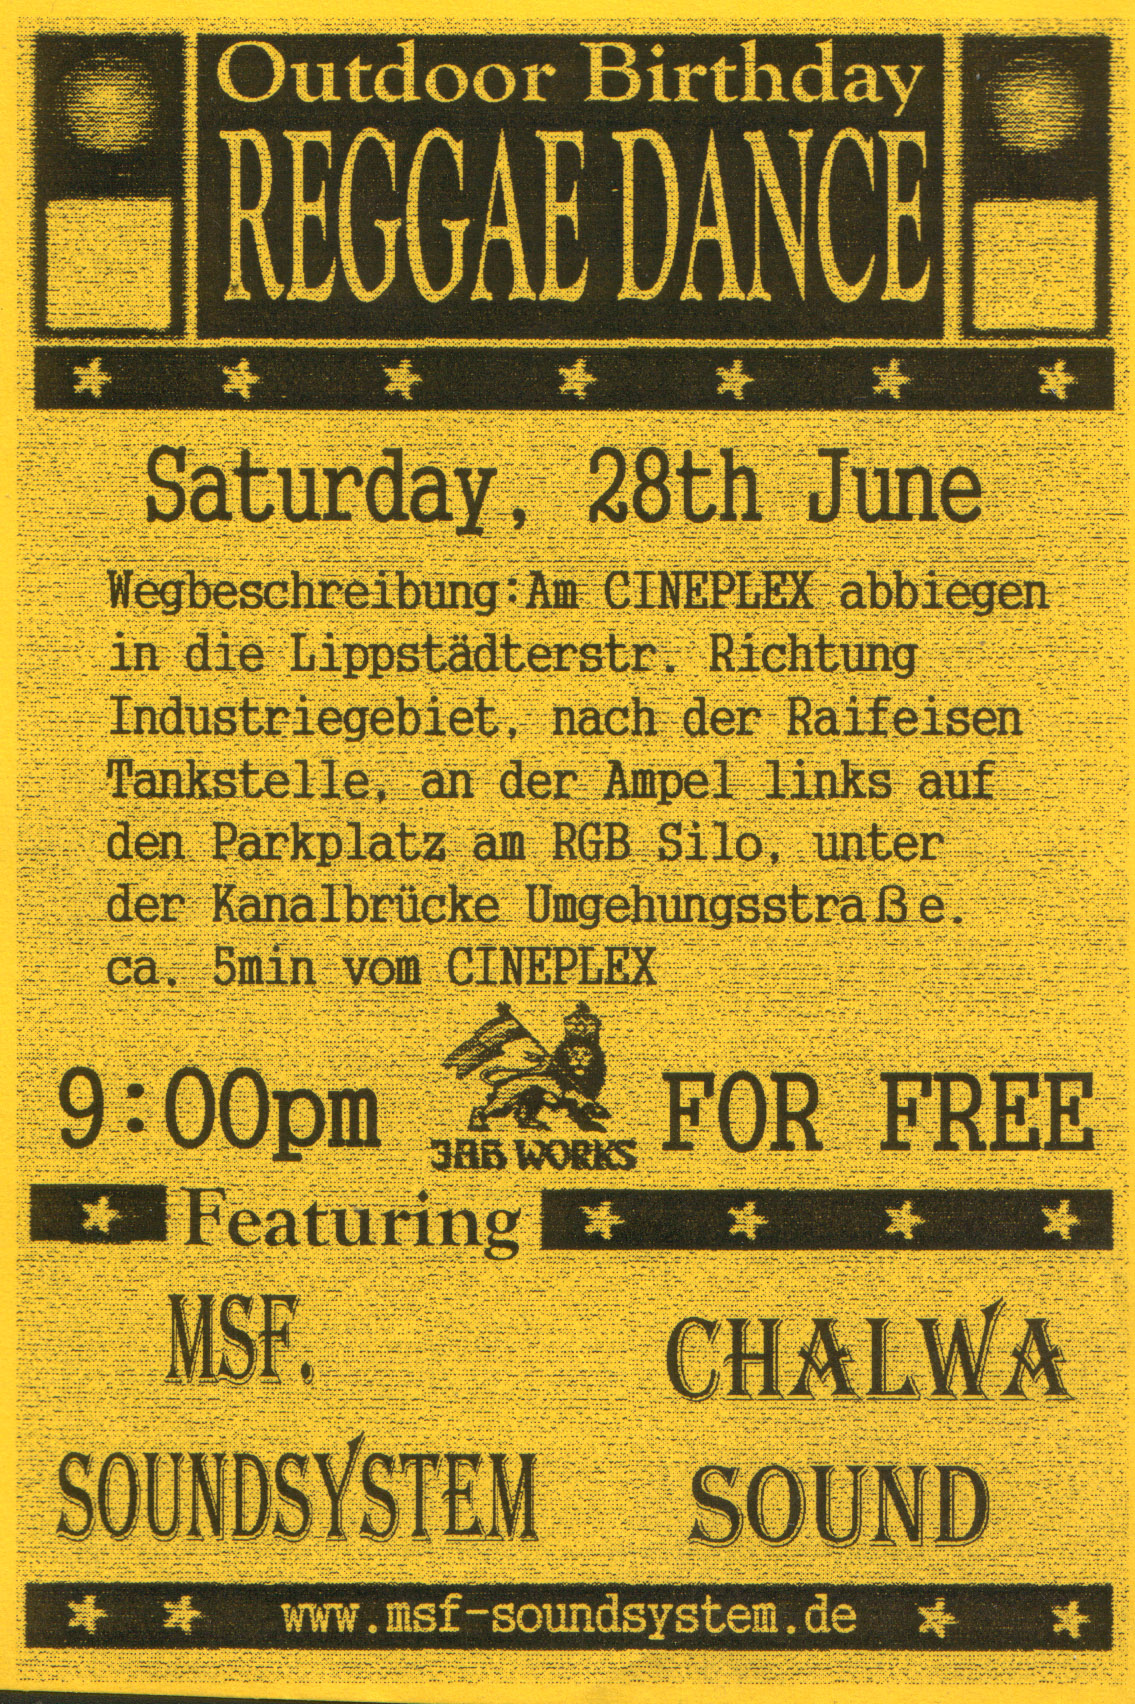 Outdoor Birthday
REGGAE DANCE
Saturday, 28th June
Wegbeschreibung:Am CINEPLEX abbiegen
in die Lippstädterstr. Richtung
Industriegebiet, nach der Raifeisen
Tankstelle, an der Ampel links auf
den Parkplatz am RGB Silo, unter
der Kanalbrücke Umgehungsstraße.
ca. 5min vom CINEPLEX
9:00pm
JAH WORKS
FOR FREE
Featuring
MSF.
SOUNDSYSTEM
CHALWA
SOUND
www.msf-soundsystem.de